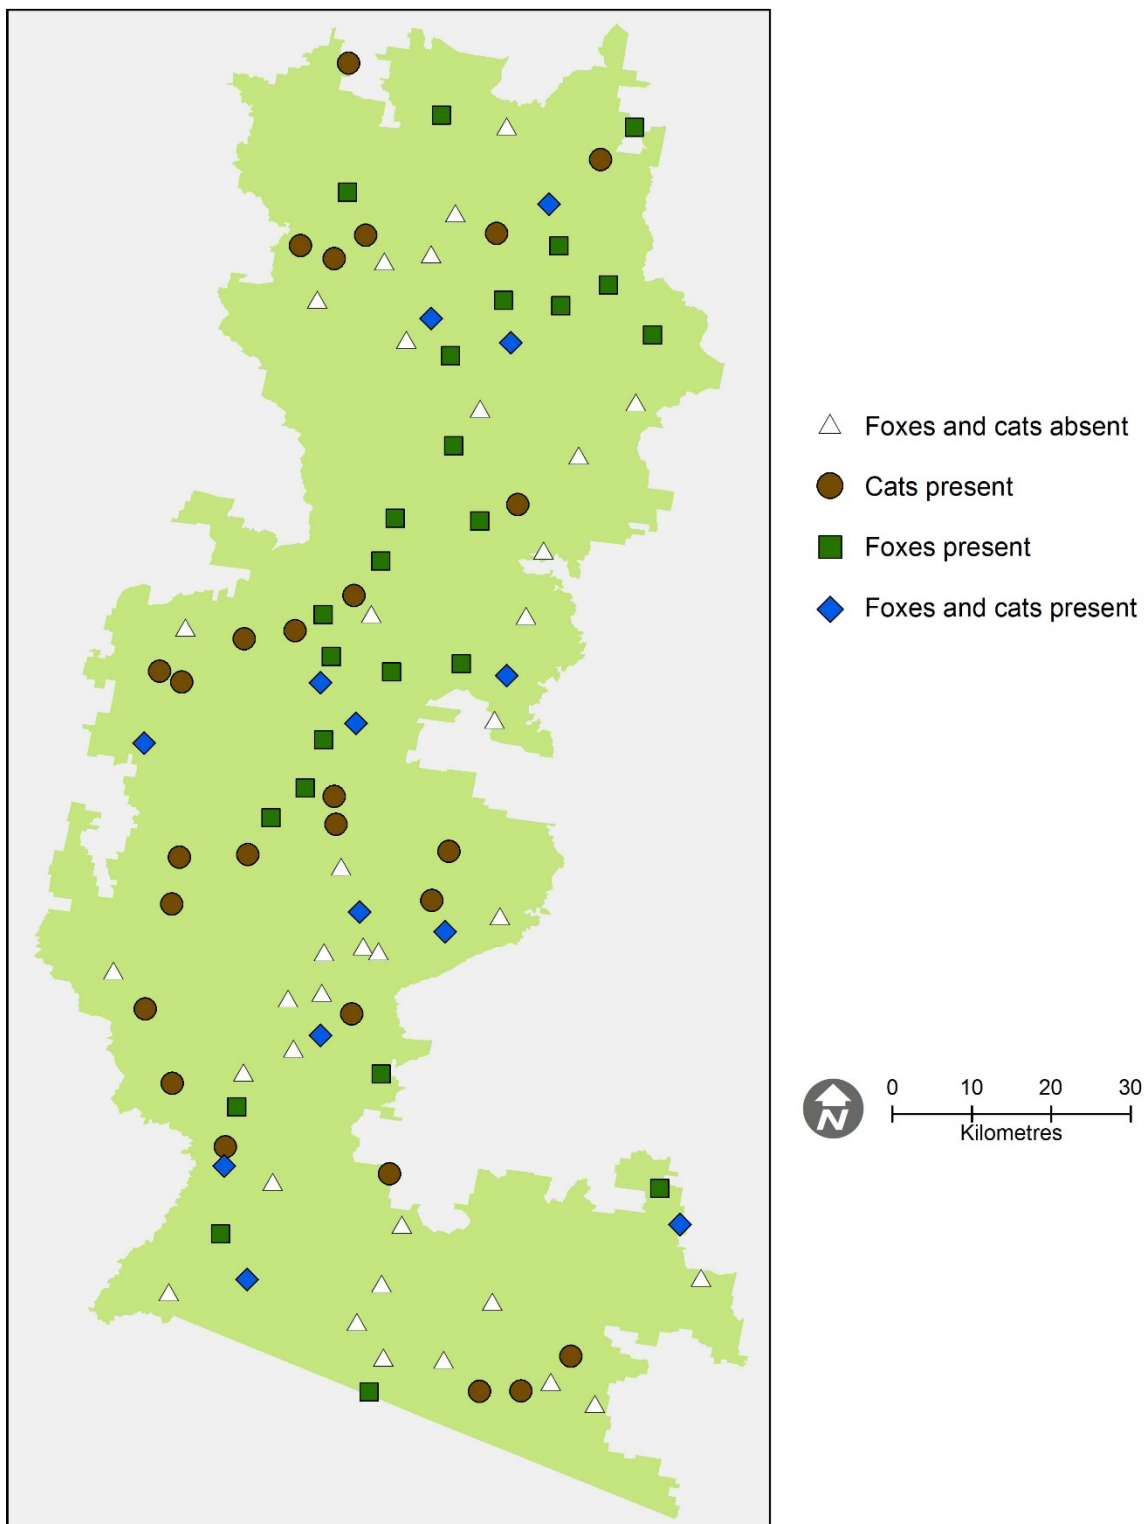 Foxes and cats absent
Cats present
Foxes present
Foxes and cats present
N
0 10 20 30
Kilometres